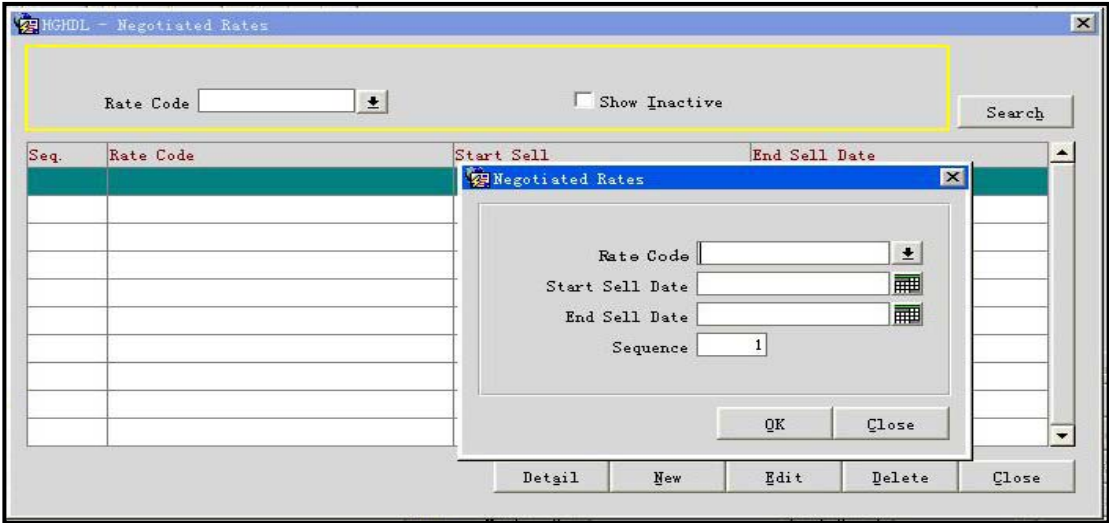 HGHDL - Negotiated Rates
Rate Code
Show Inactive
Search
Seq. Rate Code Start Sell End Sell Date
Negotiated Rates
Rate Code
Start Sell Date
End Sell Date
Sequence 1
OK Close
Detail New Edit Delete Close